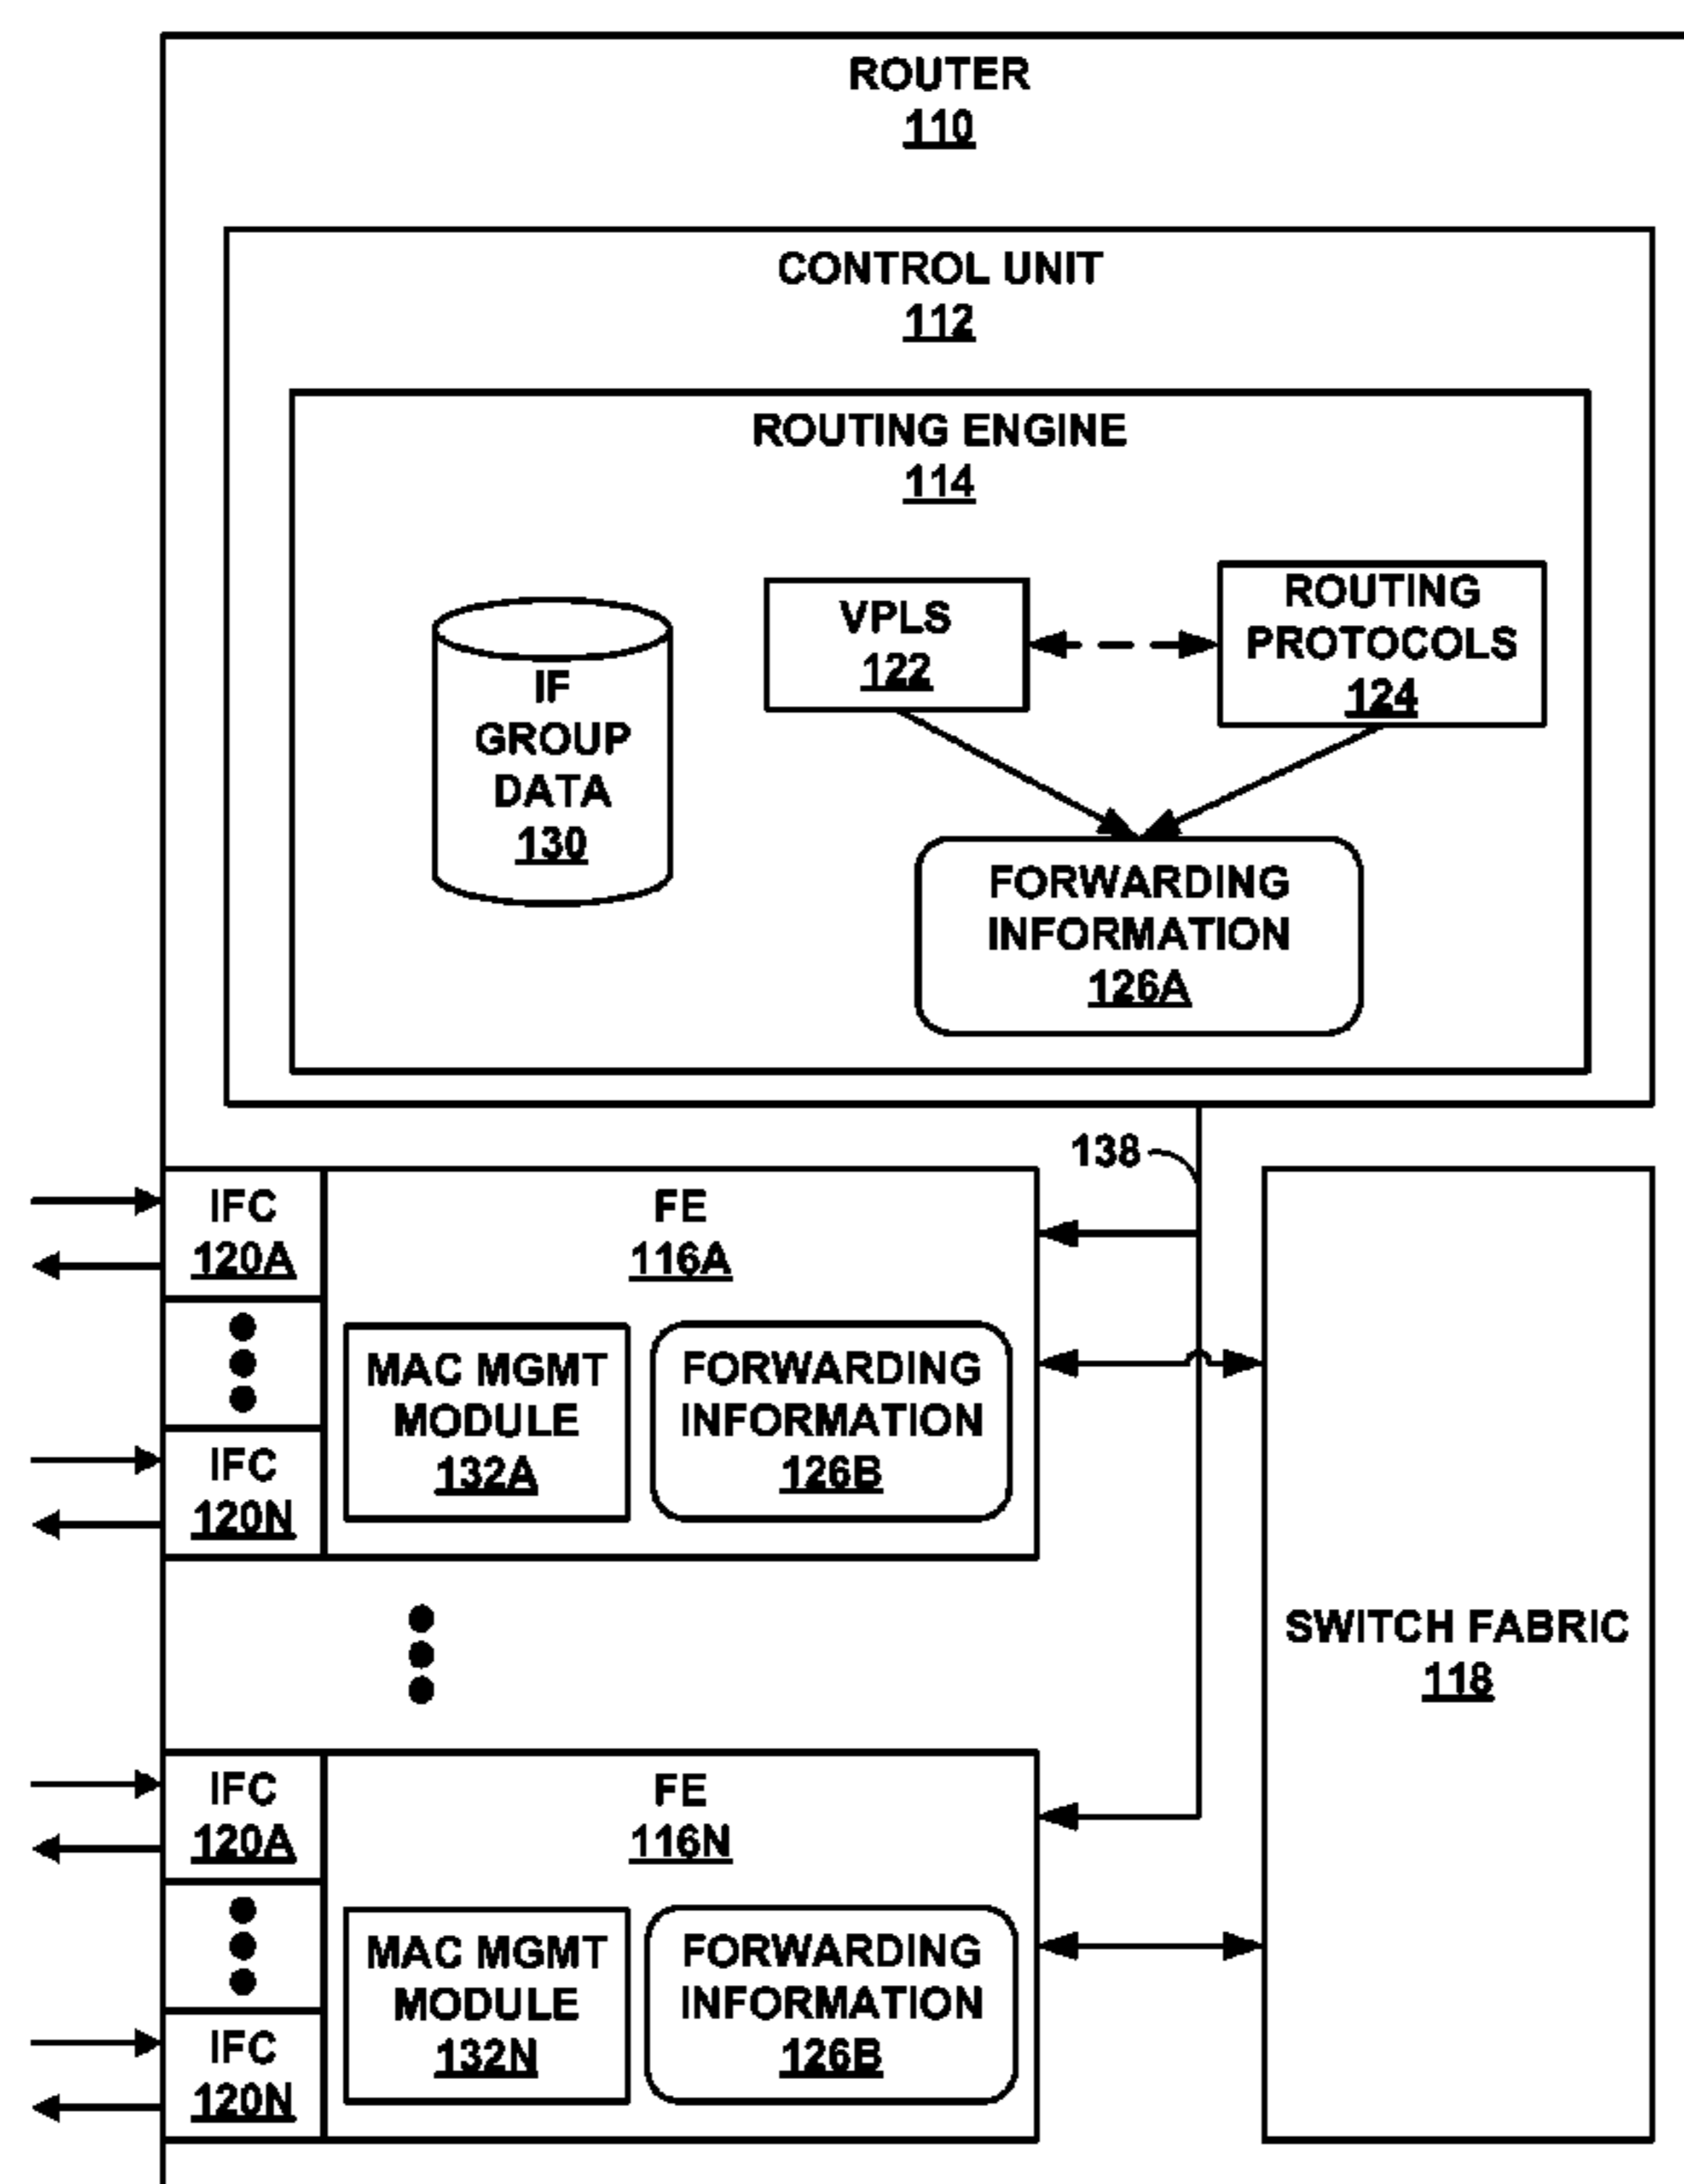 ROUTER
110
CONTROL UNIT
112
ROUTING ENGINE
114
IF
GROUP
DATA
130
VPLS
122
ROUTING
PROTOCOLS
124
FORWARDING
INFORMATION
126A
138
IFC
120A
IFC
120N
FE
116A
MAC MGMT
MODULE
132A
FORWARDING
INFORMATION
126B
SWITCH FABRIC
118
IFC
120A
IFC
120N
FE
116N
MAC MGMT
MODULE
132N
FORWARDING
INFORMATION
126B